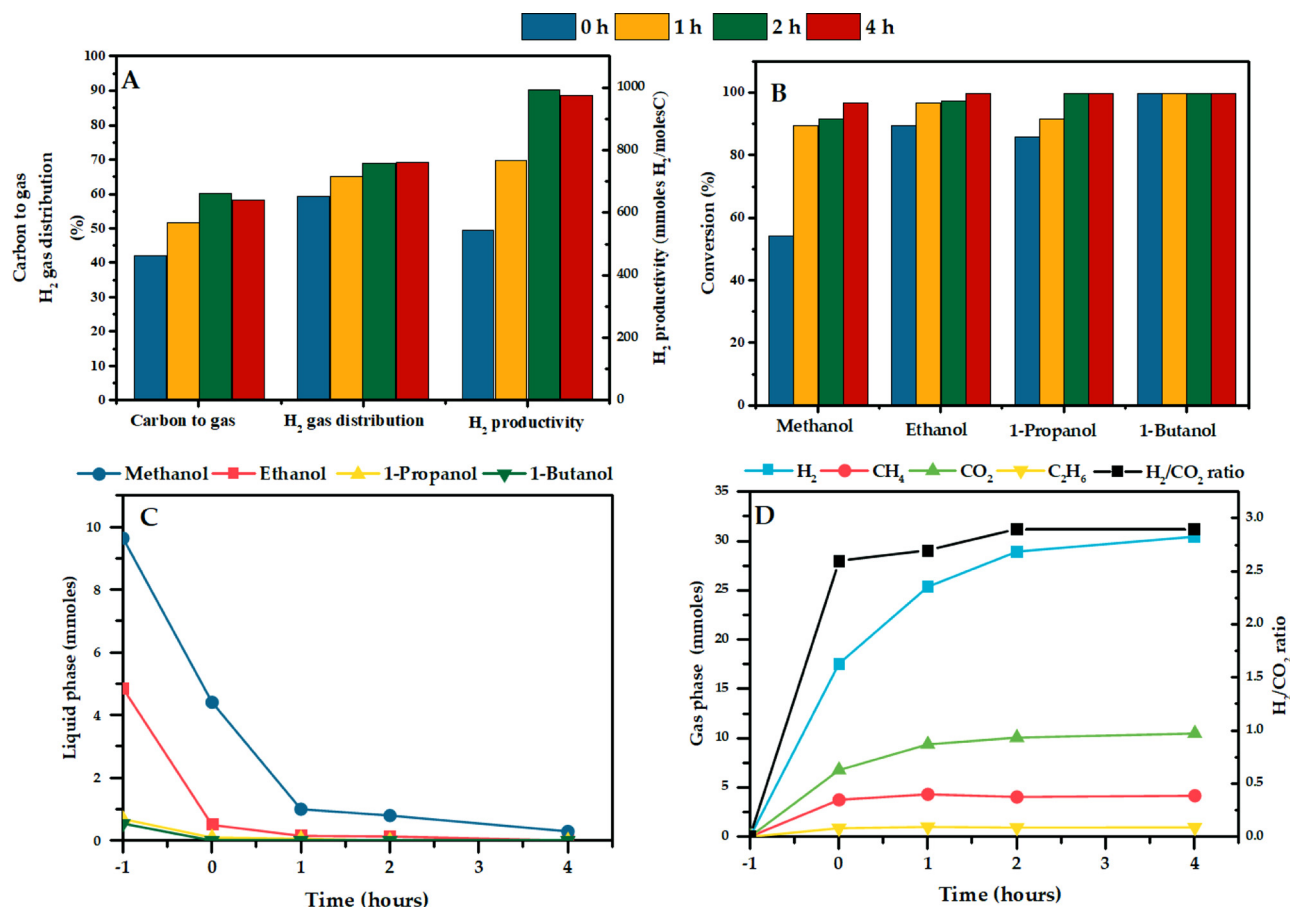 0 h 1 h 2 h 4 h
A
100
90
80
70
60
50
40
30
20
10
0
Carbon to gas
H₂ gas distribution
(%)
1000
800
600
400
200
0
H₂ productivity (mmoles H₂/molesC)
Carbon to gas H₂ gas distribution H₂ productivity
B
100
80
60
40
20
0
Conversion (%)
Methanol Ethanol 1-Propanol 1-Butanol
Methanol Ethanol 1-Propanol 1-Butanol
C
10
8
6
4
2
0
Liquid phase (mmoles)
-1 0 1 2 3 4
Time (hours)
H₂ CH₄ CO₂ C₂H₆ H₂/CO₂ ratio
D
35
30
25
20
15
10
5
0
Gas phase (mmoles)
3.0
2.5
2.0
1.5
1.0
0.5
0.0
H₂/CO₂ ratio
-1 0 1 2 3 4
Time (hours)